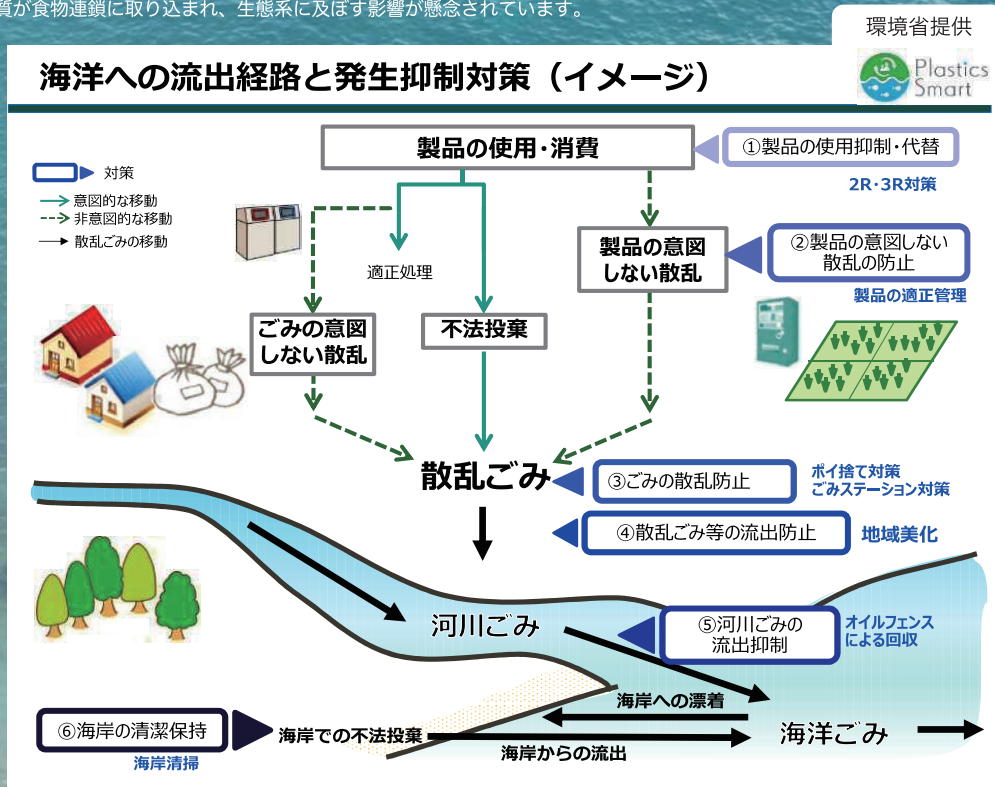 質が食物連鎖に取り込まれ、生態系に及ぼす影響が懸念されています。
環境省提供
海洋への流出経路と発生抑制対策（イメージ）
Plastics
Smart
製品の使用・消費
①製品の使用抑制・代替
2R・3R対策
対策
意図的な移動
非意図的な移動
散乱ごみの移動
適正処理
製品の意図
しない散乱
②製品の意図しない
散乱の防止
製品の適正管理
ごみの意図
しない散乱
不法投棄
散乱ごみ
③ごみの散乱防止
ポイ捨て対策
ごみステーション対策
④散乱ごみ等の流出防止
地域美化
河川ごみ
⑤河川ごみの
流出抑制
オイルフェンス
による回収
海岸への漂着
⑥海岸の清潔保持
海岸清掃
海岸での不法投棄
海岸からの流出
海洋ごみ